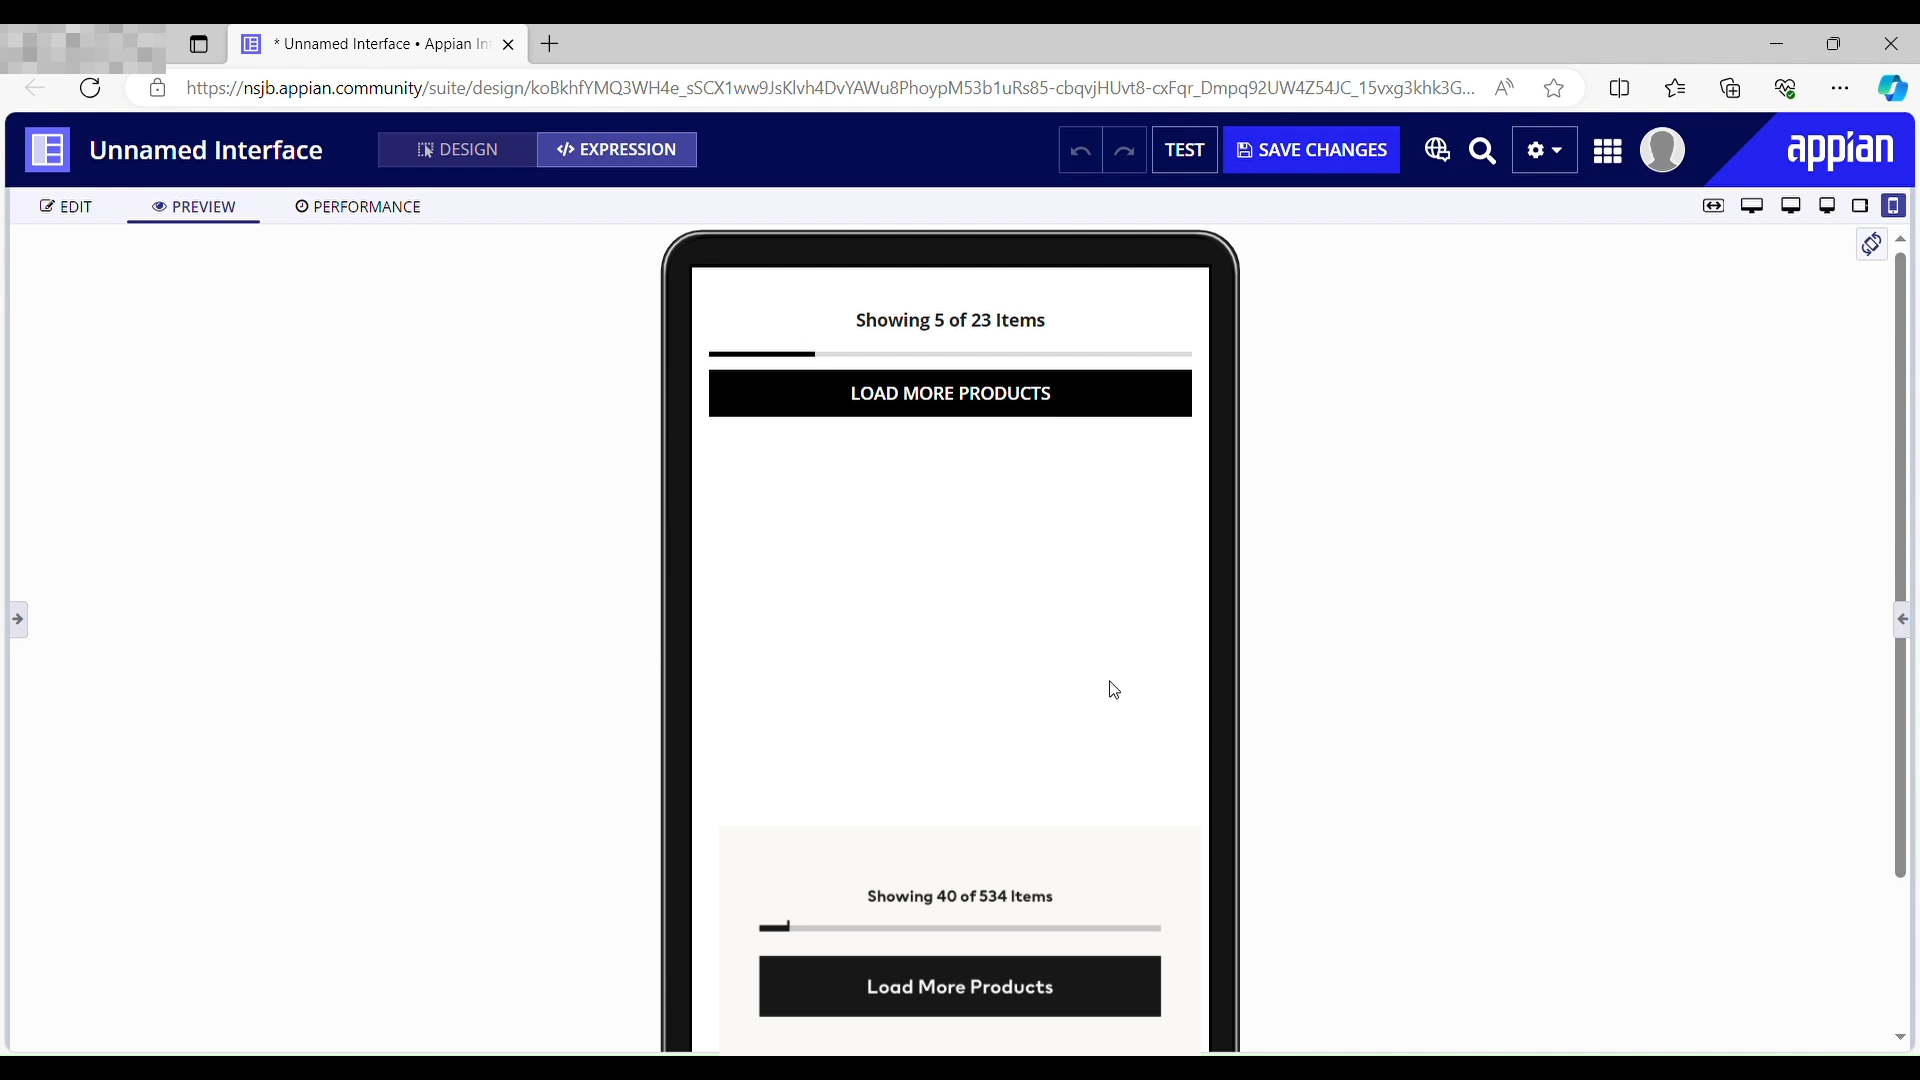 * Unnamed Interface • Appian In
https://nsjb.appian.community/suite/design/koBkhfYMQ3WH4e_sSCX1ww9JsKlvh4DvYAWu8PhoypM53b1uRs85-cbqvjHUvt8-cxFqr_Dmpq92UW4Z54JC_15vxg3khk3G...
Unnamed Interface
DESIGN
</> EXPRESSION
TEST
SAVE CHANGES
appian
EDIT
PREVIEW
PERFORMANCE
Showing 5 of 23 Items
LOAD MORE PRODUCTS
Showing 40 of 534 Items
Load More Products